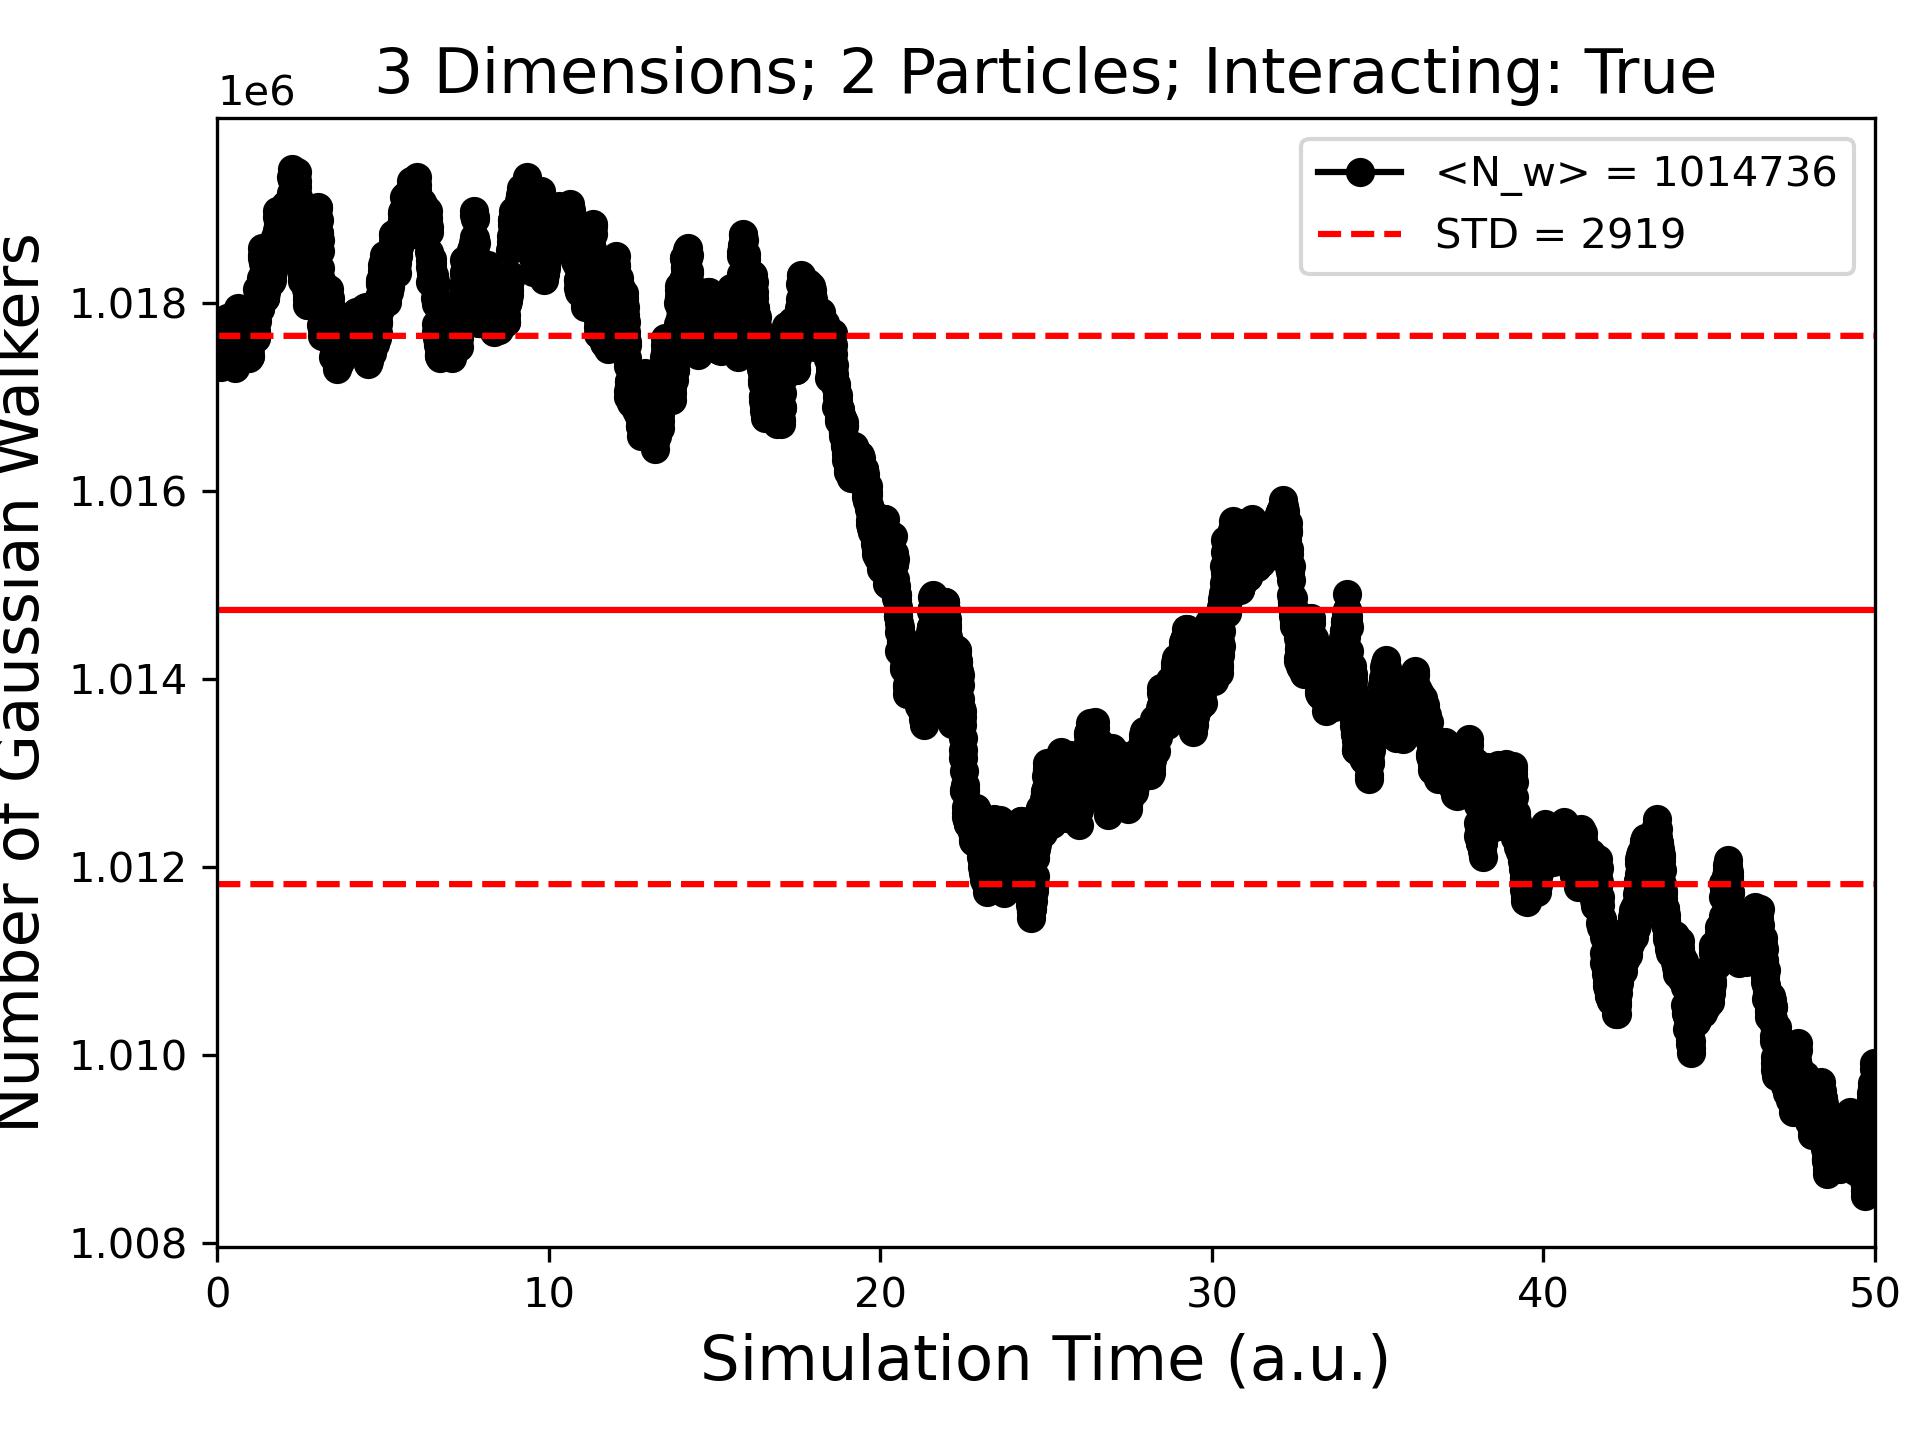 3 Dimensions; 2 Particles; Interacting: True
1e6
<N_w> = 1014736
STD = 2919
Number of Gaussian Walkers
1.018
1.016
1.014
1.012
1.010
1.008
0 10 20 30 40 50
Simulation Time (a.u.)